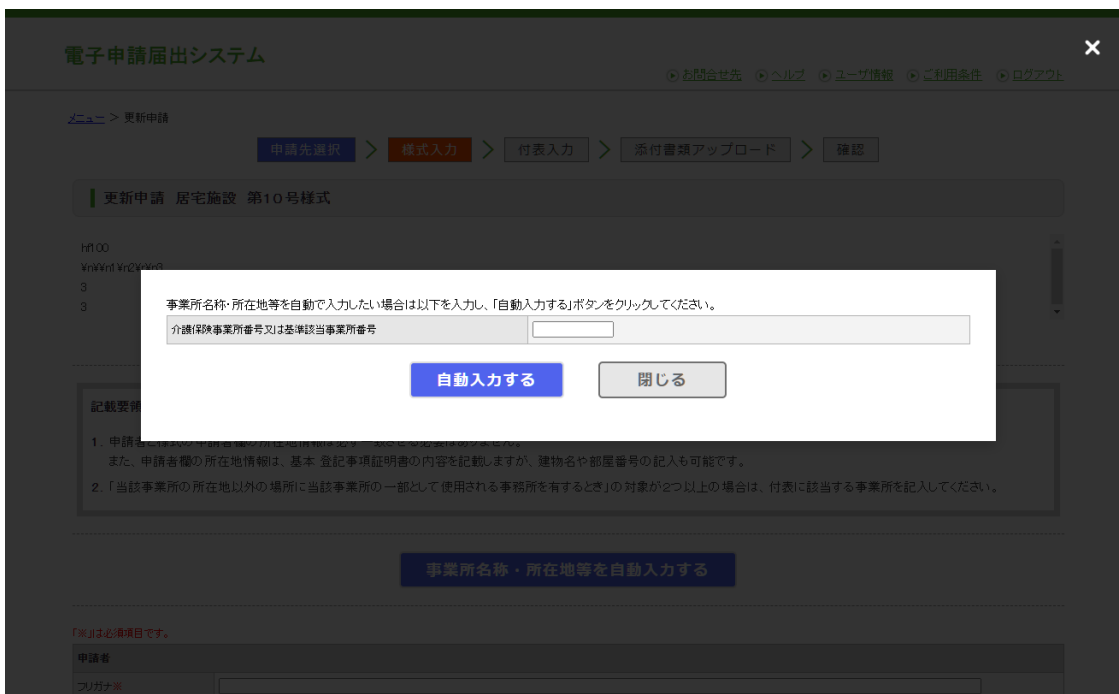 電子申請届出システム
お問合せ先 ヘルプ ユーザ情報 ご利用条件 ログアウト
メニュー > 更新申請
申請先選択 > 様式入力 > 付表入力 > 添付書類アップロード > 確認
更新申請 居宅施設 第10号様式
3
3
事業所名称・所在地等を自動で入力したい場合は以下を入力し、「自動入力する」ボタンをクリックしてください。
介護保険事業所番号又は基準該当事業所番号
自動入力する 閉じる
記載要領
また、申請者欄の所在地情報は、基本 登記事項証明書の内容を記載しますが、建物名や部屋番号の記入も可能です。
2.「当該事業所の所在地以外の場所に当該事業所の一部として使用される事務所を有するとき」の対象が2つ以上の場合は、付表に該当する事業所を記入してください。
事業所名称・所在地等を自動入力する
「※」は必須項目です。
申請者
フリガナ※